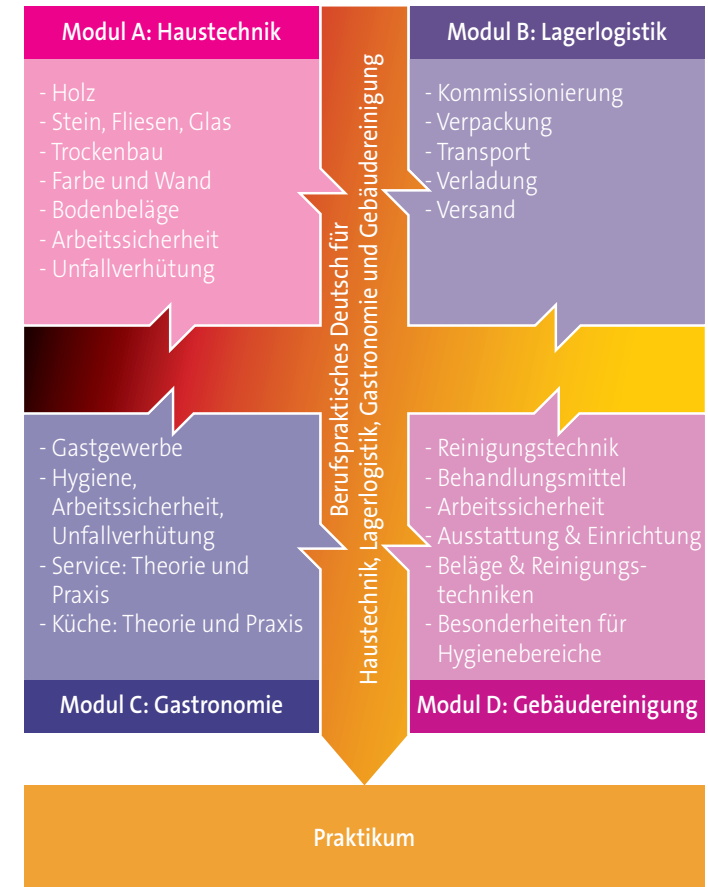 Modul A: Haustechnik
- Holz
- Stein, Fliesen, Glas
- Trockenbau
- Farbe und Wand
- Bodenbeläge
- Arbeitssicherheit
- Unfallverhütung
Modul B: Lagerlogistik
- Kommissionierung
- Verpackung
- Transport
- Verladung
- Versand
Berufspraktisches Deutsch für
Haustechnik, Lagerlogistik, Gastronomie und Gebäudereinigung
- Gastgewerbe
- Hygiene,
Arbeitssicherheit,
Unfallverhütung
- Service: Theorie und
Praxis
- Küche: Theorie und Praxis
Modul C: Gastronomie
- Reinigungstechnik
- Behandlungsmittel
- Arbeitssicherheit
- Ausstattung & Einrichtung
- Beläge & Reinigungs-
techniken
- Besonderheiten für
Hygienebereiche
Modul D: Gebäudereinigung
Praktikum